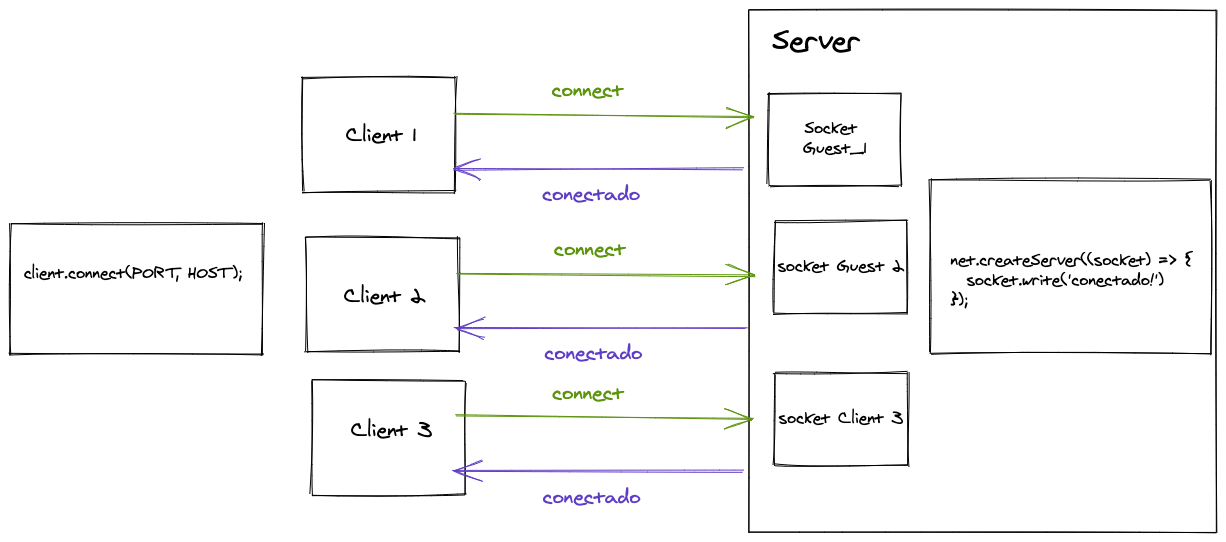 Server
connect
Client 1
Socket
Guest_1
conectado
connect
client.connect(PORT, HOST);
Client 2
socket Guest 2
net.createServer((socket) => {
socket.write('conectado!')
});
conectado
connect
Client 3
socket Client 3
conectado